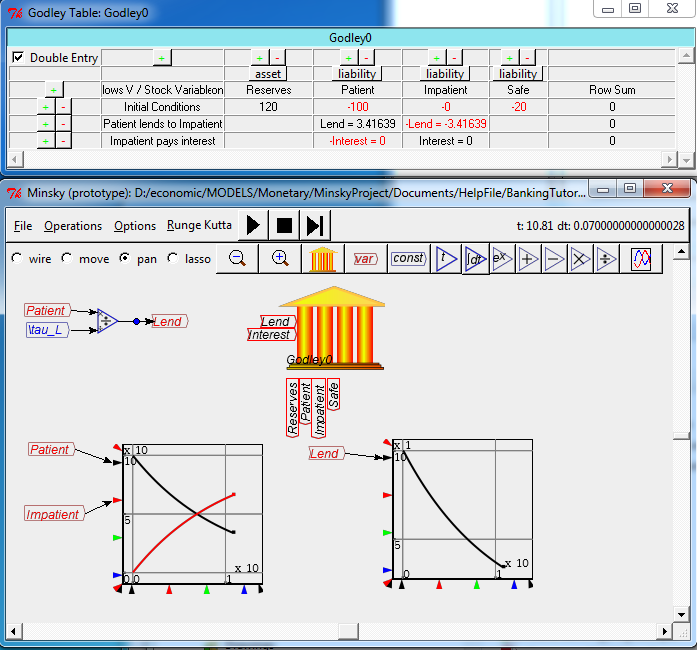 Godley Table: Godley0
Godley0
Double Entry + + - + - + - + -
asset liability liability liability
+ lows V / Stock Variableon Reserves Patient Impatient Safe Row Sum
+ - Initial Conditions 120 -100 -0 -20 0
+ - Patient lends to Impatient Lend = 3.41639 -Lend = -3.41639 0
+ - Impatient pays interest -Interest = 0 Interest = 0 0
Minsky (prototype): D:/economic/MODELS/Monetary/MinskyProject/Documents/HelpFile/BankingTutor...
File Operations Options Runge Kutta t: 10.81 dt: 0.07000000000000028
wire move pan lasso var const t ∫dt e^x + − × ÷
Patient
\tau_L
÷
Lend
Lend
Interest
Godley0
Reserves
Patient
Impatient
Safe
Patient
Impatient
x 10
10
5
0 0 1
x 10
Lend
x 1
10
5
0 1
x 10